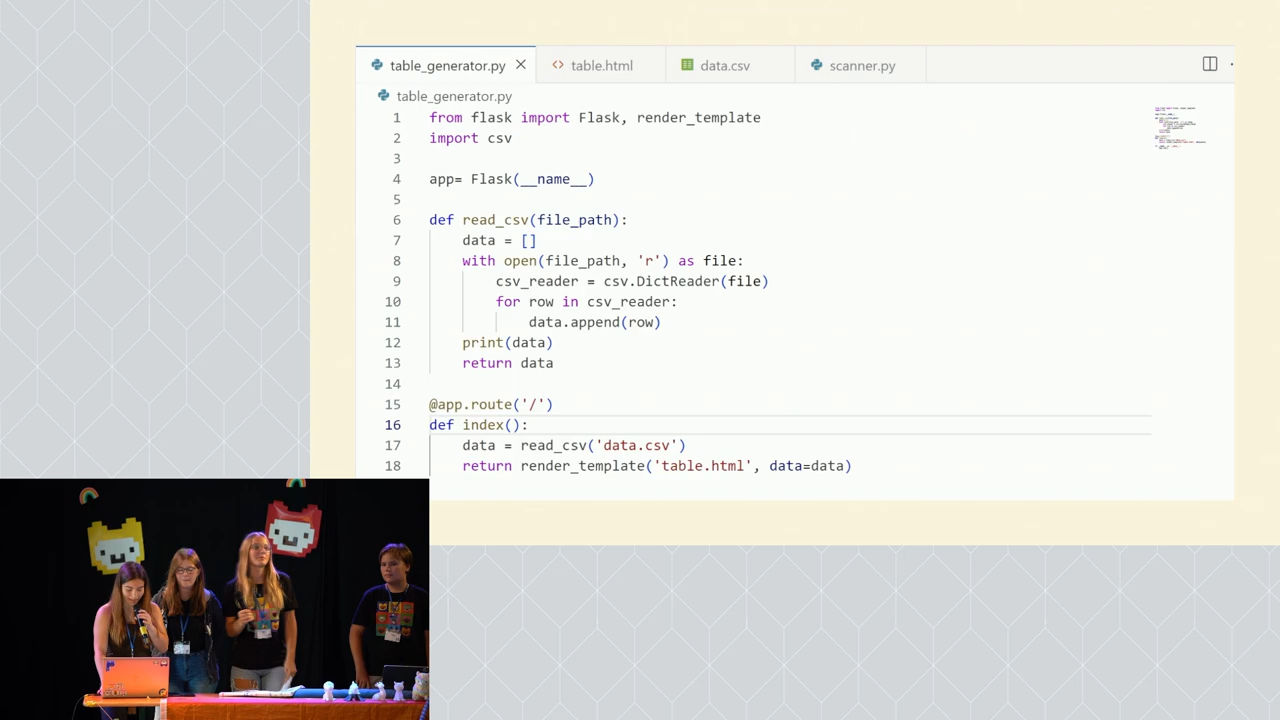 table_generator.py
table.html
data.csv
scanner.py
table_generator.py
1 from flask import Flask, render_template
2 import csv
3
4 app= Flask(__name__)
5
6 def read_csv(file_path):
7 data = []
8 with open(file_path, 'r') as file:
9 csv_reader = csv.DictReader(file)
10 for row in csv_reader:
11 data.append(row)
12 print(data)
13 return data
14
15 @app.route('/')
16 def index():
17 data = read_csv('data.csv')
18 return render_template('table.html', data=data)